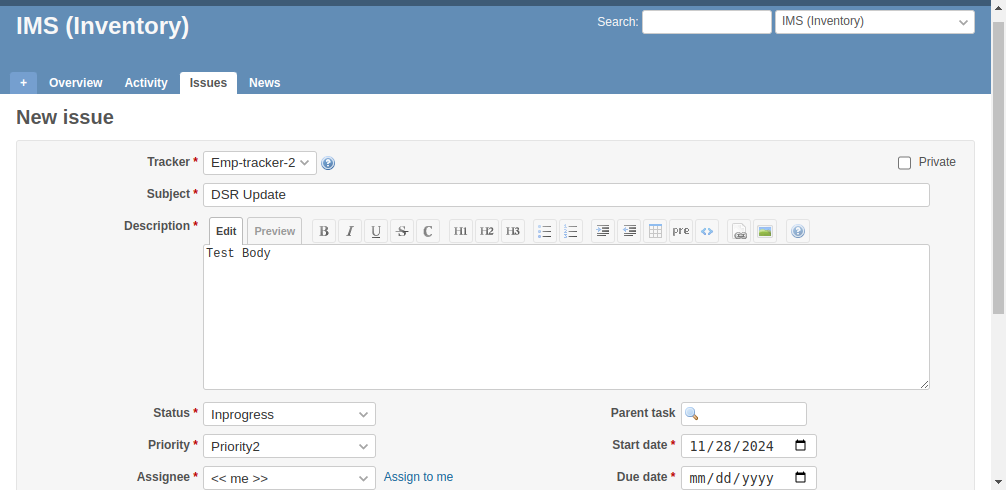 IMS (Inventory)
Search:
IMS (Inventory)
+ Overview Activity Issues News
New issue
Tracker * Emp-tracker-2 Private
Subject * DSR Update
Description * Edit Preview B I U S C H1 H2 H3 pre
Test Body
Status * Inprogress Parent task
Priority * Priority2 Start date * 11/28/2024
Assignee * << me >> Assign to me Due date * mm/dd/yyyy